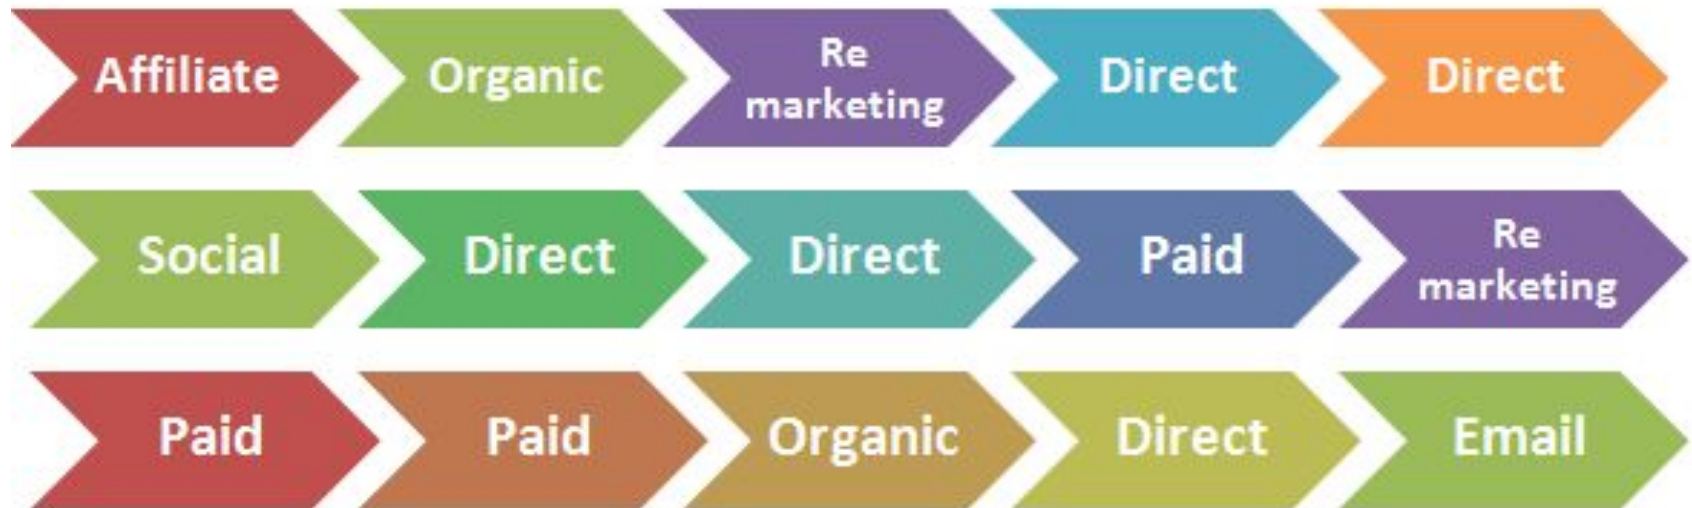 Affiliate
Organic
Re
marketing
Direct
Direct
Social
Direct
Direct
Paid
Re
marketing
Paid
Paid
Organic
Direct
Email